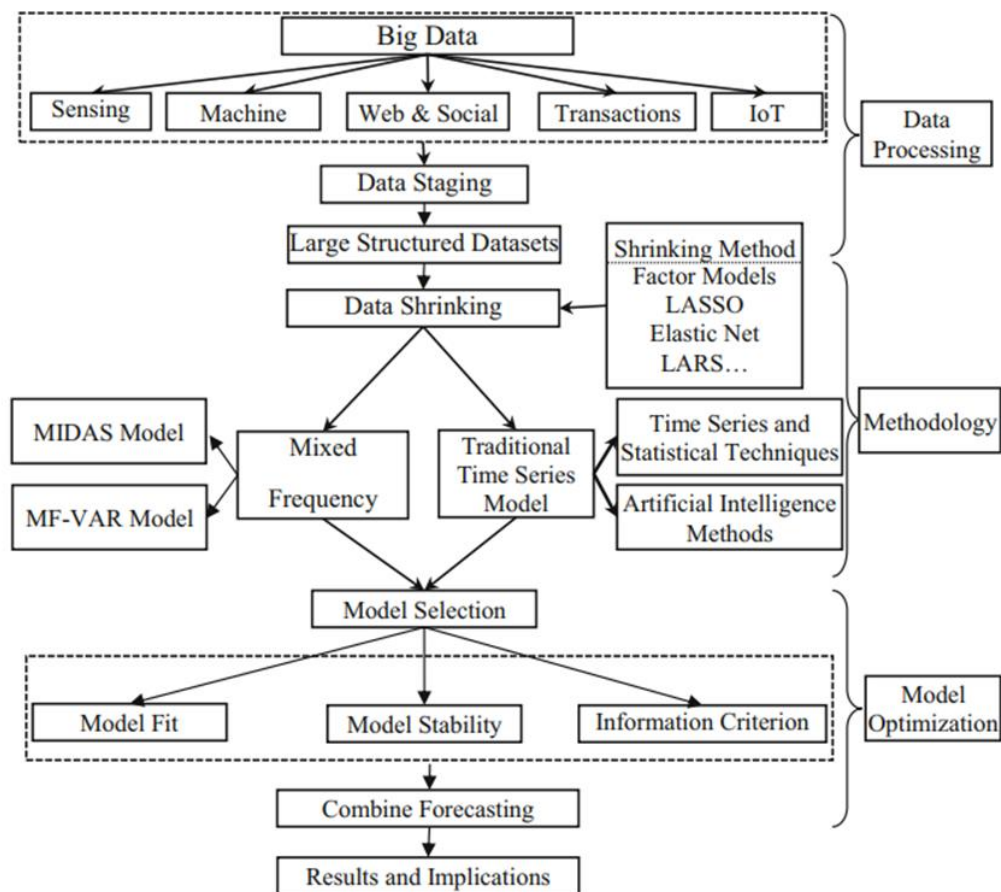 Big Data
Sensing
Machine
Web & Social
Transactions
IoT
Data
Processing
Data Staging
Large Structured Datasets
Shrinking Method
Factor Models
LASSO
Elastic Net
LARS…
Data Shrinking
Methodology
MIDAS Model
MF-VAR Model
Mixed
Frequency
Traditional
Time Series
Model
Time Series and
Statistical Techniques
Artificial Intelligence
Methods
Model Selection
Model Fit
Model Stability
Information Criterion
Model
Optimization
Combine Forecasting
Results and Implications